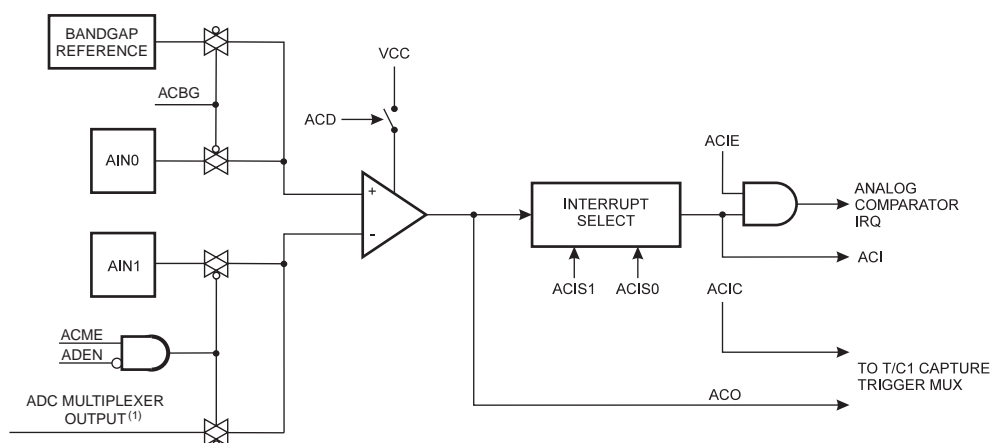 BANDGAP
REFERENCE
VCC
ACBG
ACD
AIN0
ACIE
+
ANALOG
COMPARATOR
IRQ
INTERRUPT
SELECT
-
AIN1
ACI
ACIS1
ACIS0
ACIC
ACME
ADEN
TO T/C1 CAPTURE
TRIGGER MUX
ACO
ADC MULTIPLEXER
OUTPUT (1)